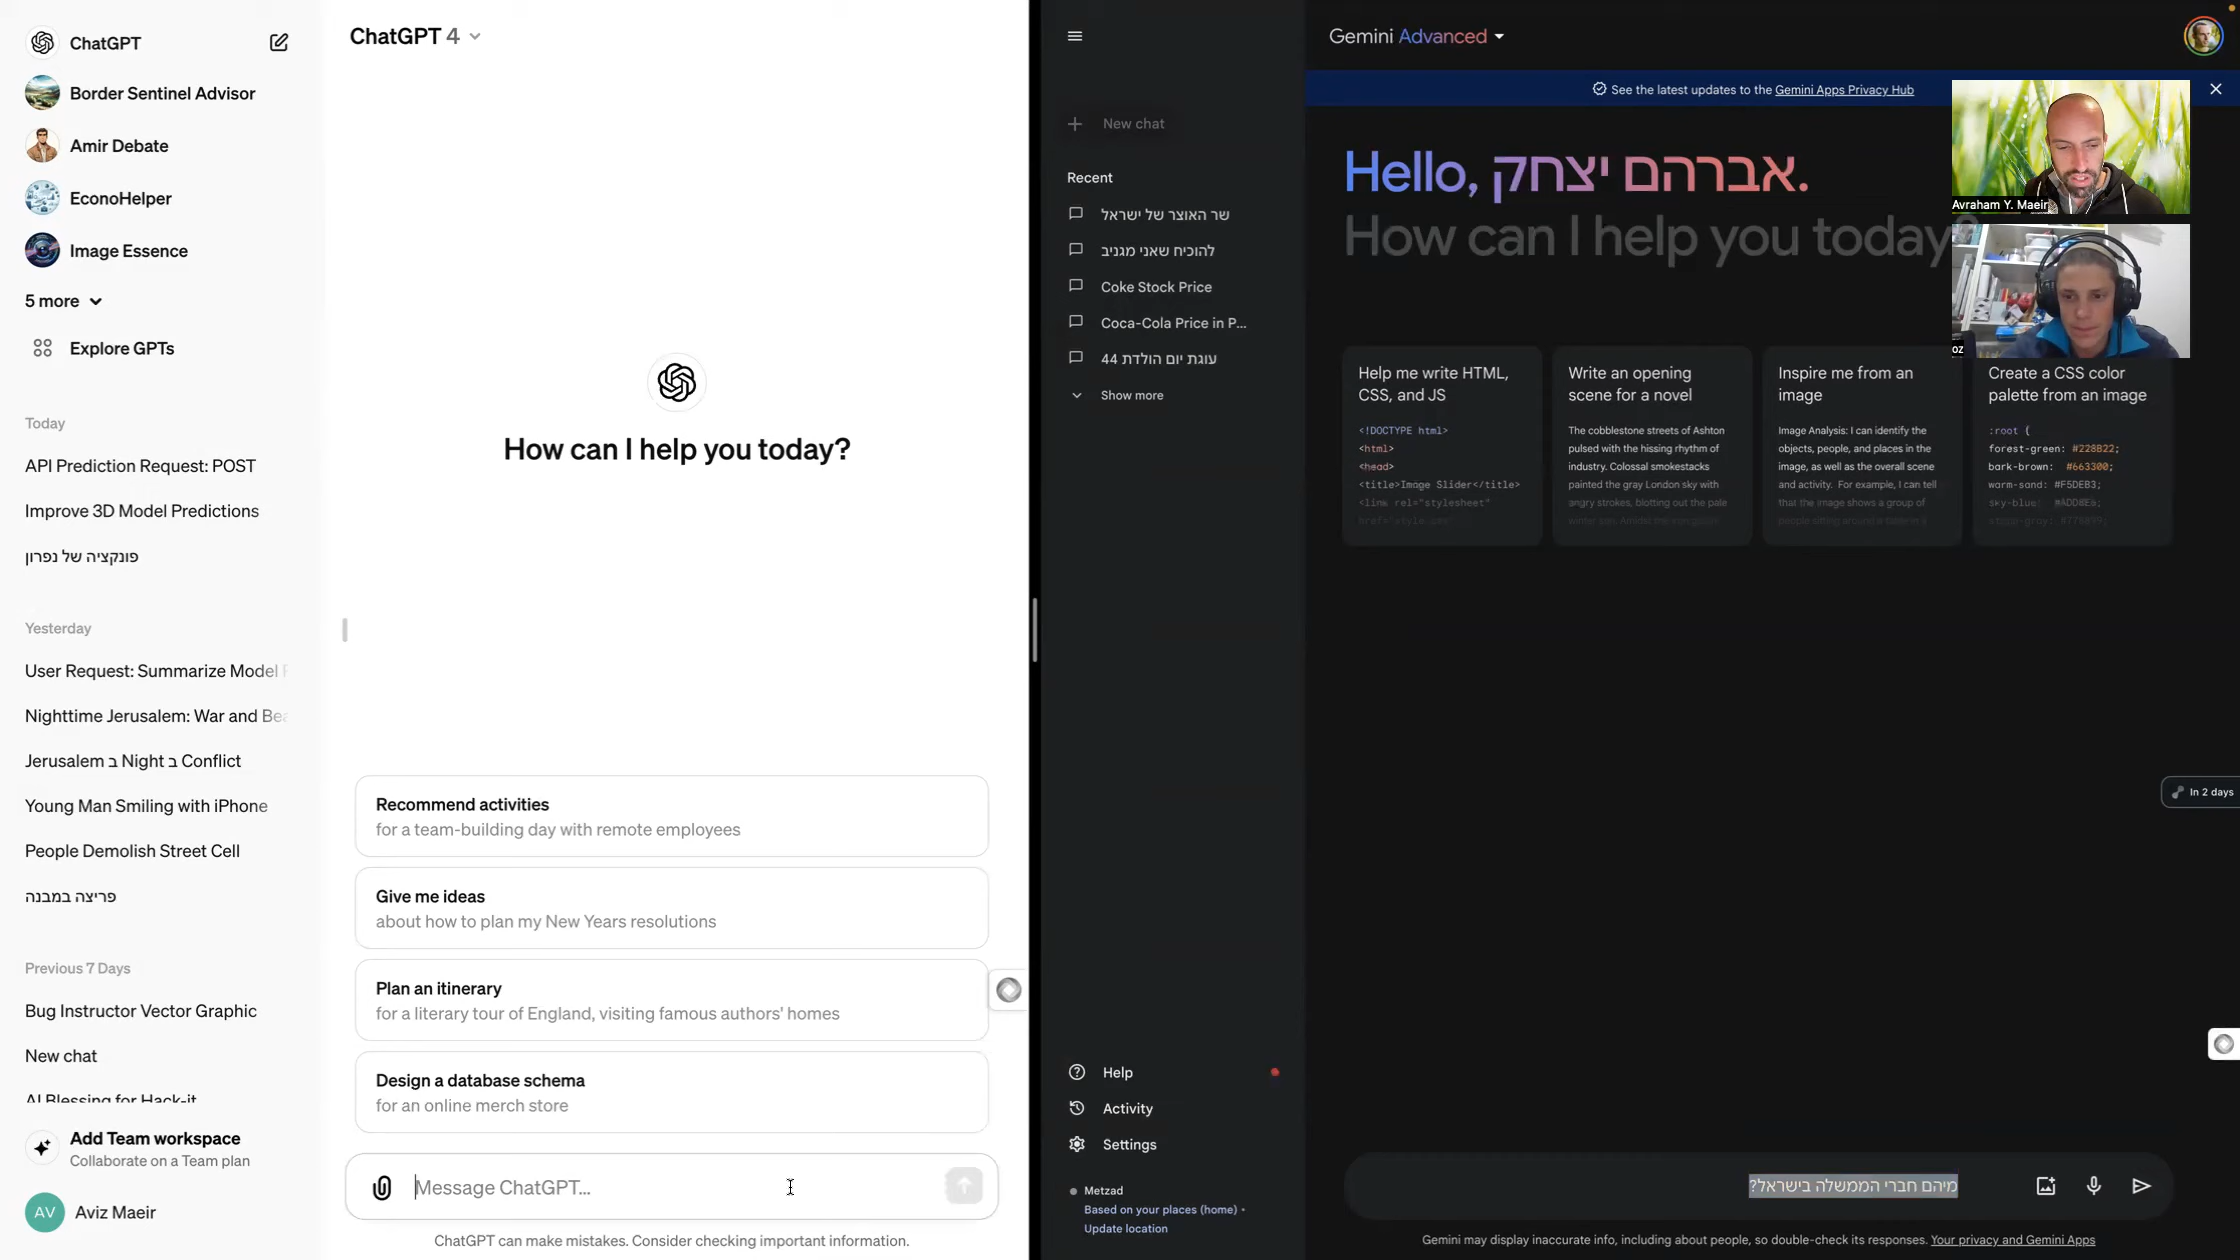 ChatGPT
Border Sentinel Advisor
Amir Debate
EconoHelper
Image Essence
5 more
Explore GPTs
Today
API Prediction Request: POST
Improve 3D Model Predictions
פונקציה של נפרון
Yesterday
User Request: Summarize Model
Nighttime Jerusalem: War and Bea
Jerusalem ב Night ב Conflict
Young Man Smiling with iPhone
People Demolish Street Cell
פריצה במבנה
Previous 7 Days
Bug Instructor Vector Graphic
New chat
AI Blessing for Hack-it
Add Team workspace
Collaborate on a Team plan
AV Aviz Maeir
ChatGPT 4
How can I help you today?
Recommend activities
for a team-building day with remote employees
Give me ideas
about how to plan my New Years resolutions
Plan an itinerary
for a literary tour of England, visiting famous authors' homes
Design a database schema
for an online merch store
Message ChatGPT...
ChatGPT can make mistakes. Consider checking important information.
New chat
Recent
שר האוצר של ישראל
להוכיח שאני מגניב
Coke Stock Price
Coca-Cola Price in P...
עוגת יום הולדת 44
Show more
Help
Activity
Settings
Metzad
Based on your places (home) •
Update location
Gemini Advanced
See the latest updates to the Gemini Apps Privacy Hub
Hello, אברהם יצחק.
How can I help you today?
Avraham Y. Maeir
oz
Help me write HTML,
CSS, and JS
<!DOCTYPE html>
<html>
<head>
<title>Image Slider</title>
<link rel="stylesheet"
Write an opening
scene for a novel
The cobblestone streets of Ashton
pulsed with the hissing rhythm of
industry. Colossal smokestacks
painted the gray London sky with
angry strokes, blotting out the pale
Inspire me from an
image
Image Analysis: I can identify the
objects, people, and places in the
image, as well as the overall scene
and activity. For example, I can tell
that the image shows a group of
Create a CSS color
palette from an image
:root {
forest-green: #228B22;
bark-brown: #663300;
warm-sand: #F5DEB3;
In 2 days
מיהם חברי הממשלה בישראל?
Gemini may display inaccurate info, including about people, so double-check its responses. Your privacy and Gemini Apps